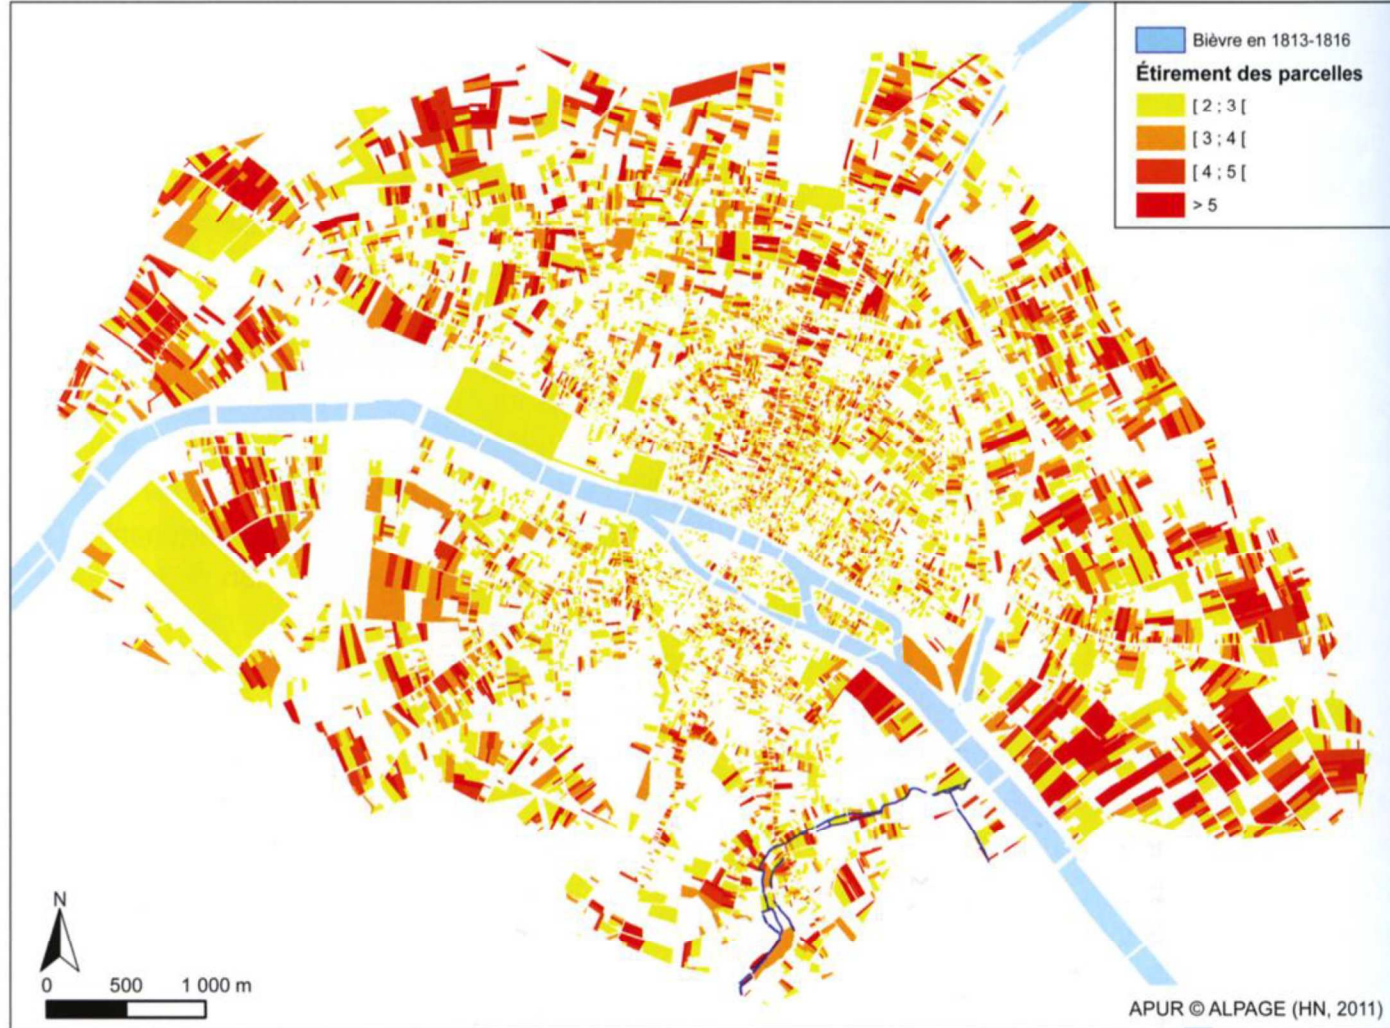 Bièvre en 1813-1816
Étirement des parcelles
[ 2 ; 3 [
[ 3 ; 4 [
[ 4 ; 5 [
> 5
N
0 500 1 000 m
APUR © ALPAGE (HN, 2011)